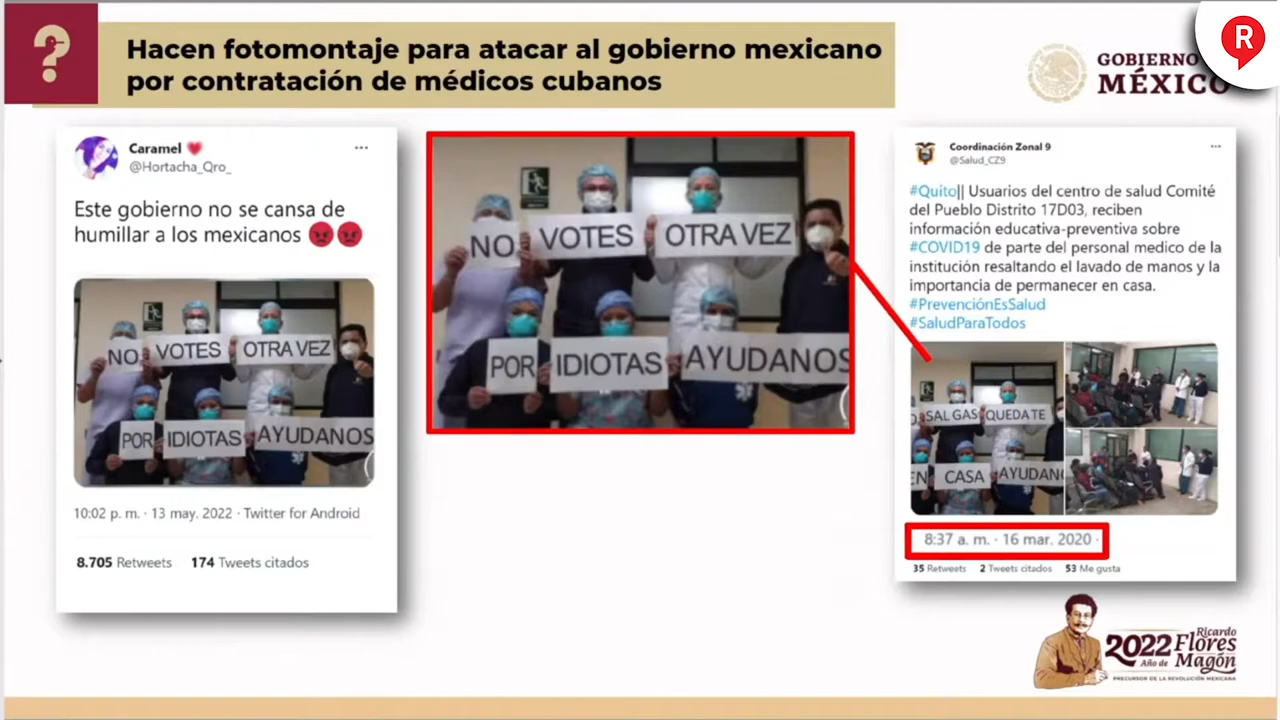 ?
Hacen fotomontaje para atacar al gobierno mexicano
por contratación de médicos cubanos
GOBIERNO
MÉXICO
R
Caramel
@Hortacha_Qro_
Este gobierno no se cansa de
humillar a los mexicanos
NO VOTES OTRA VEZ
POR IDIOTAS AYUDANOS
10:02 p. m. · 13 may. 2022 · Twitter for Android
8.705 Retweets 174 Tweets citados
NO VOTES OTRA VEZ
POR IDIOTAS AYUDANOS
Coordinación Zonal 9
@Salud_CZ9
#Quito|| Usuarios del centro de salud Comité
del Pueblo Distrito 17D03, reciben
información educativa-preventiva sobre
#COVID19 de parte del personal medico de la
institución resaltando el lavado de manos y la
importancia de permanecer en casa.
#PrevenciónEsSalud
#SaludParaTodos
SALGAS QUEDATE
EN CASA AYUDANO
8:37 a. m. · 16 mar. 2020 ·
35 Retweets 2 Tweets citados 53 Me gusta
2022 Ricardo
Flores
Año de Magón
PRECURSOR DE LA REVOLUCIÓN MEXICANA